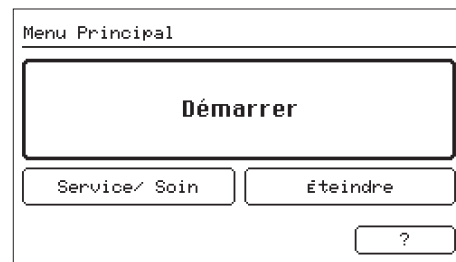 Menu Principal
Démarrer
Service/ Soin
Éteindre
?